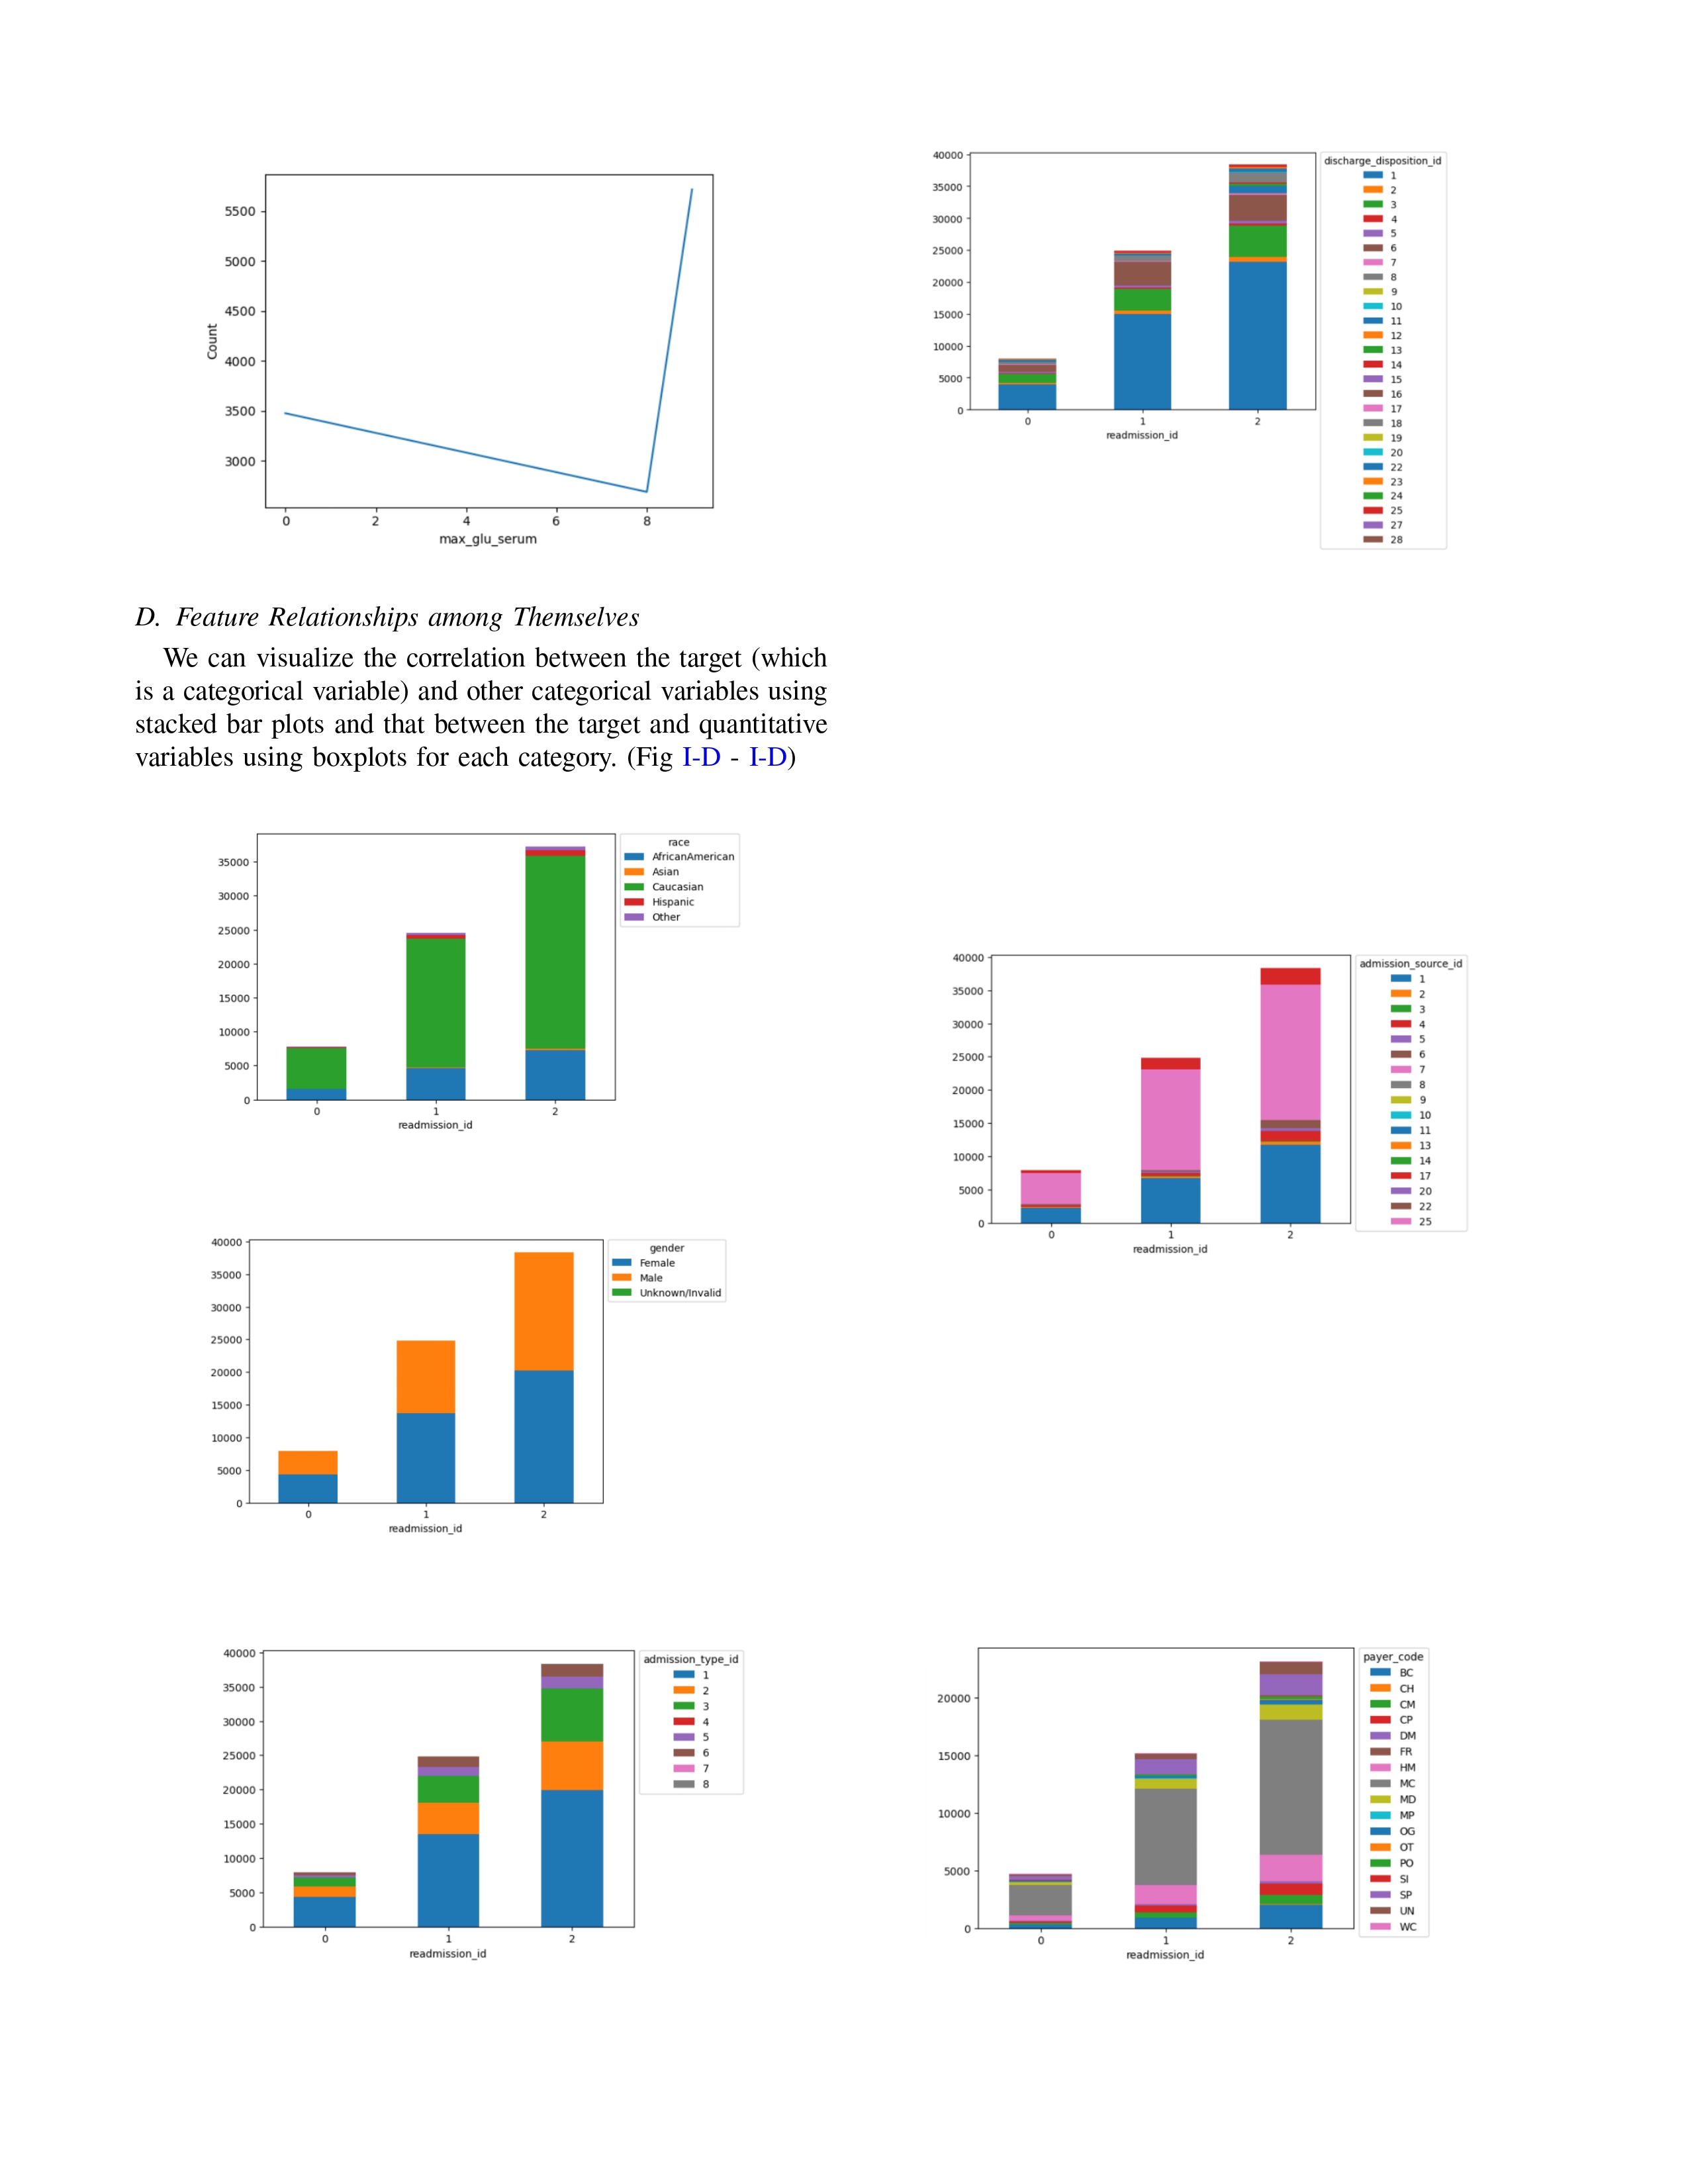 5500
5000
4500
4000
3500
3000
Count
0 2 4 6 8
max_glu_serum
D. Feature Relationships among Themselves
We can visualize the correlation between the target (which
is a categorical variable) and other categorical variables using
stacked bar plots and that between the target and quantitative
variables using boxplots for each category. (Fig I-D - I-D)
35000
30000
25000
20000
15000
10000
5000
0
0 1 2
readmission_id
race
AfricanAmerican
Asian
Caucasian
Hispanic
Other
40000
35000
30000
25000
20000
15000
10000
5000
0
0 1 2
readmission_id
gender
Female
Male
Unknown/Invalid
40000
35000
30000
25000
20000
15000
10000
5000
0
0 1 2
readmission_id
admission_type_id
1
2
3
4
5
6
7
8
40000
35000
30000
25000
20000
15000
10000
5000
0
0 1 2
readmission_id
discharge_disposition_id
1
2
3
4
5
6
7
8
9
10
11
12
13
14
15
16
17
18
19
20
22
23
24
25
27
28
40000
35000
30000
25000
20000
15000
10000
5000
0
0 1 2
readmission_id
admission_source_id
1
2
3
4
5
6
7
8
9
10
11
13
14
17
20
22
25
20000
15000
10000
5000
0
0 1 2
readmission_id
payer_code
BC
CH
CM
CP
DM
FR
HM
MC
MD
MP
OG
OT
PO
SI
SP
UN
WC